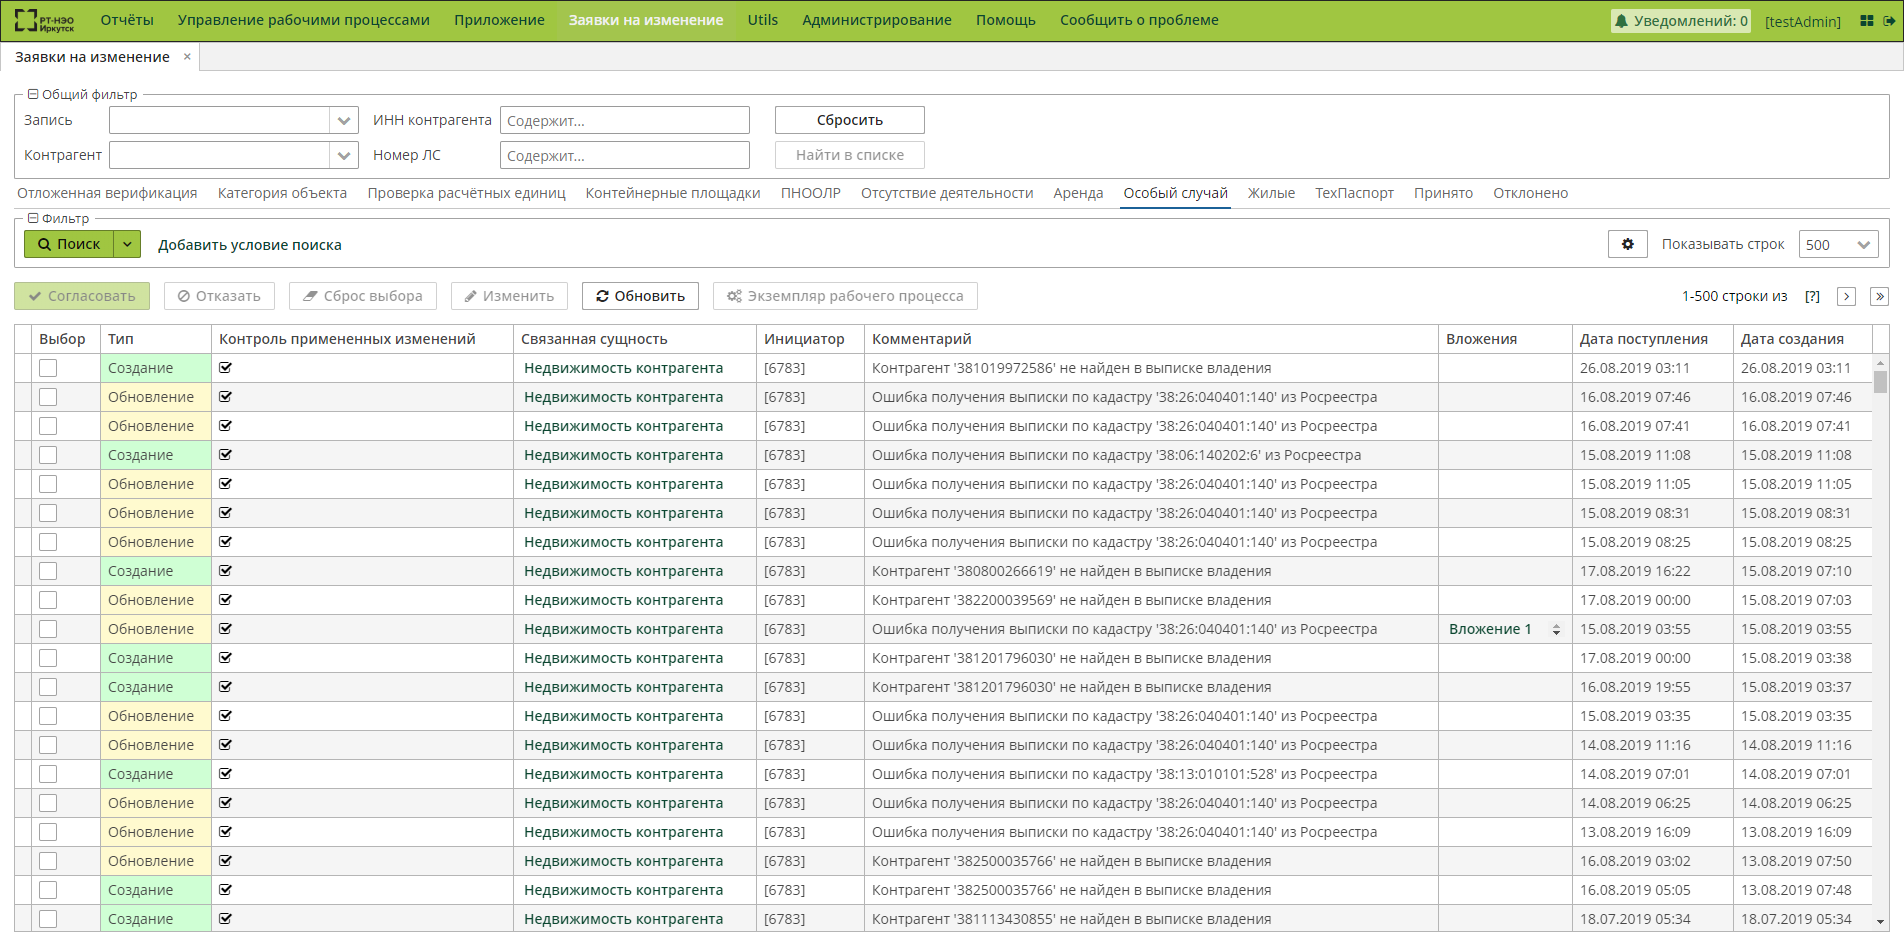 РТ-НЭО Иркутск
Отчёты Управление рабочими процессами Приложение Заявки на изменение Utils Администрирование Помощь Сообщить о проблеме Уведомлений: 0 [testAdmin]
Заявки на изменение ×
Общий фильтр
Запись ИНН контрагента Содержит... Сбросить
Контрагент Номер ЛС Содержит... Найти в списке
Отложенная верификация Категория объекта Проверка расчётных единиц Контейнерные площадки ПНООЛР Отсутствие деятельности Аренда Особый случай Жилые ТехПаспорт Принято Отклонено
Фильтр
Поиск Добавить условие поиска Показывать строк 500
Согласовать Отказать Сброс выбора Изменить Обновить Экземпляр рабочего процесса 1-500 строки из [?] > »
Выбор Тип Контроль примененных изменений Связанная сущность Инициатор Комментарий Вложения Дата поступления Дата создания
Создание Недвижимость контрагента [6783] Контрагент '381019972586' не найден в выписке владения 26.08.2019 03:11 26.08.2019 03:11
Обновление Недвижимость контрагента [6783] Ошибка получения выписки по кадастру '38:26:040401:140' из Росреестра 16.08.2019 07:46 16.08.2019 07:46
Обновление Недвижимость контрагента [6783] Ошибка получения выписки по кадастру '38:26:040401:140' из Росреестра 16.08.2019 07:41 16.08.2019 07:41
Создание Недвижимость контрагента [6783] Ошибка получения выписки по кадастру '38:06:140202:6' из Росреестра 15.08.2019 11:08 15.08.2019 11:08
Обновление Недвижимость контрагента [6783] Ошибка получения выписки по кадастру '38:26:040401:140' из Росреестра 15.08.2019 11:05 15.08.2019 11:05
Обновление Недвижимость контрагента [6783] Ошибка получения выписки по кадастру '38:26:040401:140' из Росреестра 15.08.2019 08:31 15.08.2019 08:31
Обновление Недвижимость контрагента [6783] Ошибка получения выписки по кадастру '38:26:040401:140' из Росреестра 15.08.2019 08:25 15.08.2019 08:25
Создание Недвижимость контрагента [6783] Контрагент '380800266619' не найден в выписке владения 17.08.2019 16:22 15.08.2019 07:10
Обновление Недвижимость контрагента [6783] Контрагент '382200039569' не найден в выписке владения 17.08.2019 00:00 15.08.2019 07:03
Обновление Недвижимость контрагента [6783] Ошибка получения выписки по кадастру '38:26:040401:140' из Росреестра Вложение 1 15.08.2019 03:55 15.08.2019 03:55
Создание Недвижимость контрагента [6783] Контрагент '381201796030' не найден в выписке владения 17.08.2019 00:00 15.08.2019 03:38
Создание Недвижимость контрагента [6783] Контрагент '381201796030' не найден в выписке владения 16.08.2019 19:55 15.08.2019 03:37
Обновление Недвижимость контрагента [6783] Ошибка получения выписки по кадастру '38:26:040401:140' из Росреестра 15.08.2019 03:35 15.08.2019 03:35
Обновление Недвижимость контрагента [6783] Ошибка получения выписки по кадастру '38:26:040401:140' из Росреестра 14.08.2019 11:16 14.08.2019 11:16
Создание Недвижимость контрагента [6783] Ошибка получения выписки по кадастру '38:13:010101:528' из Росреестра 14.08.2019 07:01 14.08.2019 07:01
Обновление Недвижимость контрагента [6783] Ошибка получения выписки по кадастру '38:26:040401:140' из Росреестра 14.08.2019 06:25 14.08.2019 06:25
Обновление Недвижимость контрагента [6783] Ошибка получения выписки по кадастру '38:26:040401:140' из Росреестра 13.08.2019 16:09 13.08.2019 16:09
Обновление Недвижимость контрагента [6783] Контрагент '382500035766' не найден в выписке владения 16.08.2019 03:02 13.08.2019 07:50
Создание Недвижимость контрагента [6783] Контрагент '382500035766' не найден в выписке владения 16.08.2019 05:05 13.08.2019 07:48
Создание Недвижимость контрагента [6783] Контрагент '381113430855' не найден в выписке владения 18.07.2019 05:34 18.07.2019 05:34